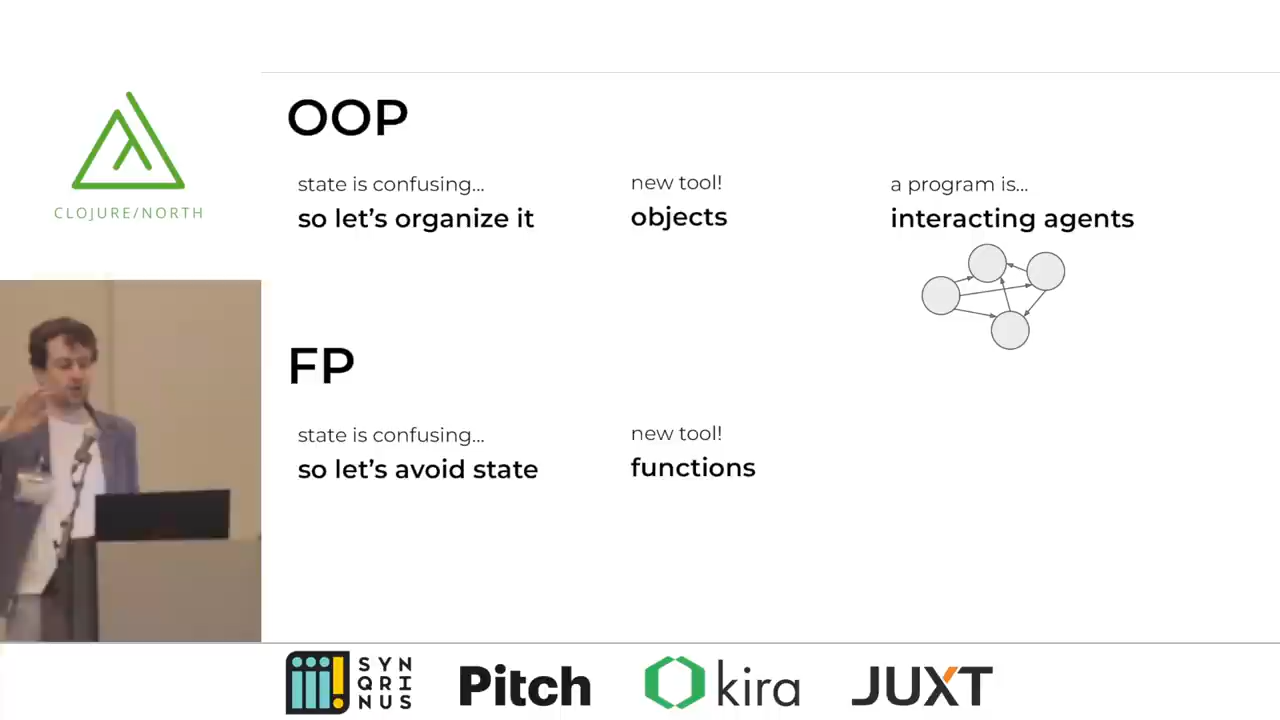 CLOJURE/NORTH
OOP
state is confusing...
so let's organize it
new tool!
objects
a program is...
interacting agents
FP
state is confusing...
so let's avoid state
new tool!
functions
SYN
QRI
NUS
Pitch
kira
JUXT